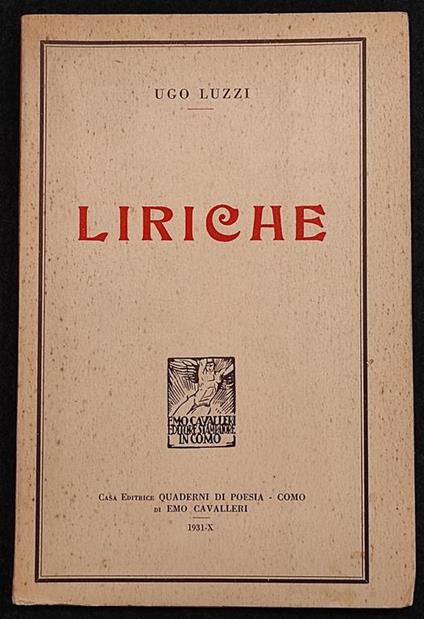 UGO LUZZI
LIRICHE
EMO CAVALLERI
EDITORE STAMPATORE
IN COMO
CASA EDITRICE QUADERNI DI POESIA - COMO
DI EMO CAVALLERI
1931-X